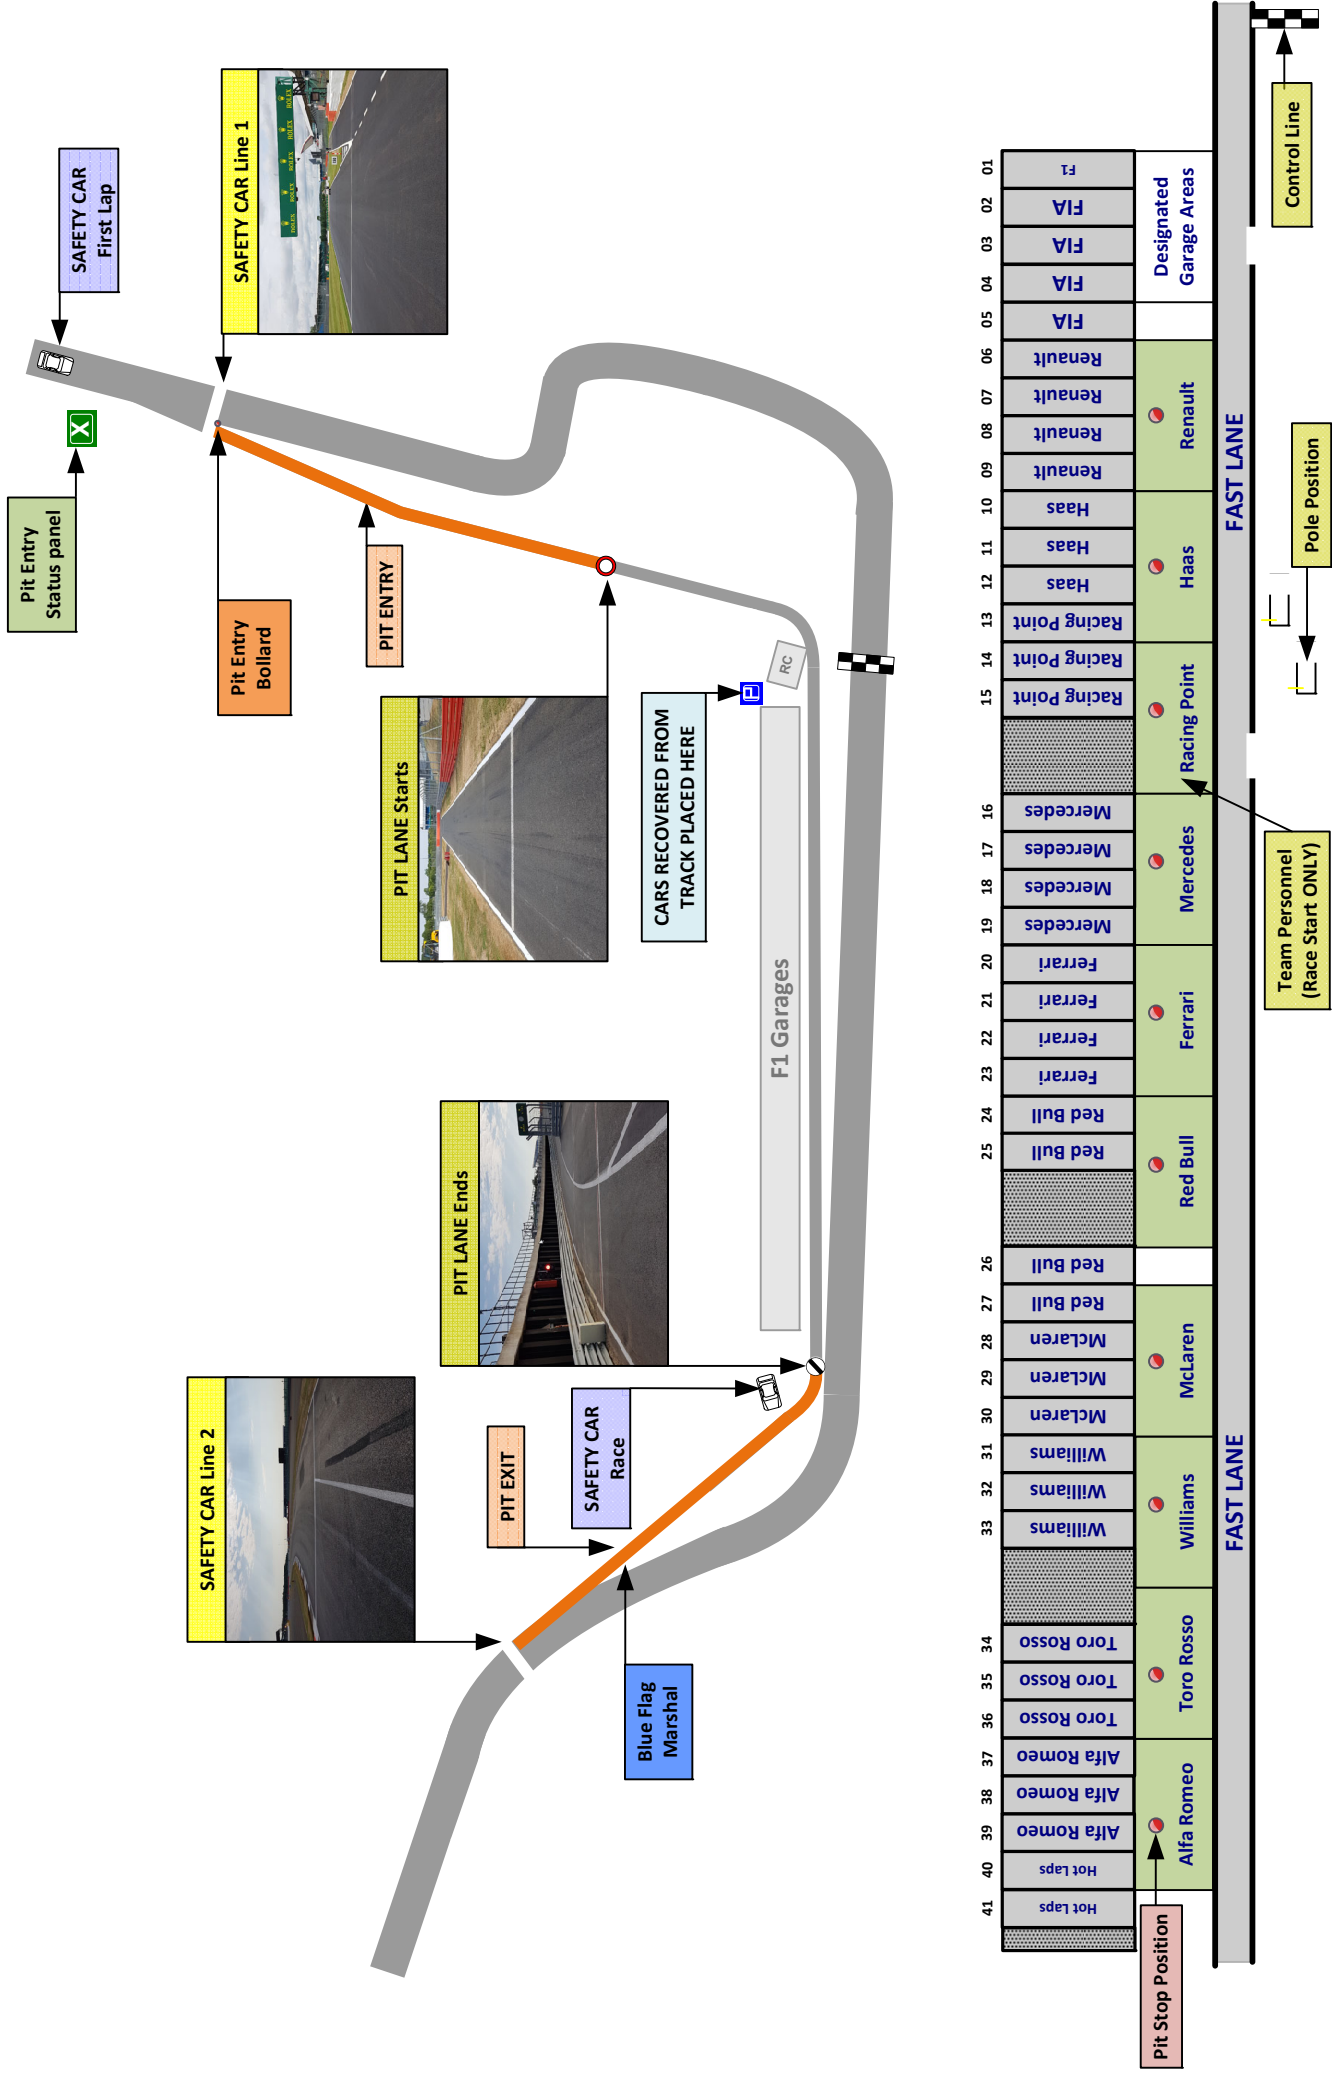 SAFETY CAR
First Lap
SAFETY CAR Line 1
ROLEX
ROLEX
ROLEX
ROLEX
ROLEX
X
Pit Entry
Status panel
Pit Entry
Bollard
PIT ENTRY
PIT LANE Starts
CARS RECOVERED FROM
TRACK PLACED HERE
P
RC
F1 Garages
PIT LANE Ends
SAFETY CAR
Race
PIT EXIT
SAFETY CAR Line 2
Blue Flag
Marshal
01
02
03
04
05
06
07
08
09
10
11
12
13
14
15
16
17
18
19
20
21
22
23
24
25
26
27
28
29
30
31
32
33
34
35
36
37
38
39
40
41
F1
FIA
FIA
FIA
FIA
Renault
Renault
Renault
Renault
Haas
Haas
Haas
Racing Point
Racing Point
Racing Point
Mercedes
Mercedes
Mercedes
Mercedes
Ferrari
Ferrari
Ferrari
Ferrari
Red Bull
Red Bull
Red Bull
Red Bull
McLaren
McLaren
McLaren
Williams
Williams
Williams
Toro Rosso
Toro Rosso
Toro Rosso
Alfa Romeo
Alfa Romeo
Alfa Romeo
Hot Laps
Hot Laps
Designated
Garage Areas
Renault
Haas
Racing Point
Mercedes
Ferrari
Red Bull
McLaren
Williams
Toro Rosso
Alfa Romeo
FAST LANE
FAST LANE
Control Line
Pole Position
Team Personnel
(Race Start ONLY)
Pit Stop Position